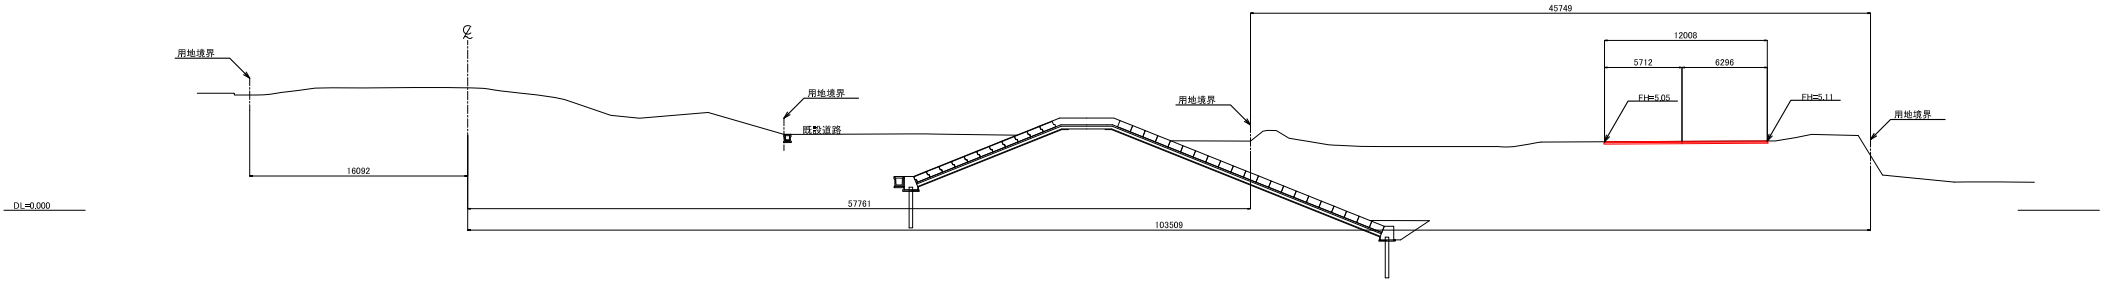 45749
℄
12008
用地境界
5712
6296
用地境界
用地境界
FH=5.05
FH=5.11
用地境界
既設道路
16092
57761
DL=0.000
103509